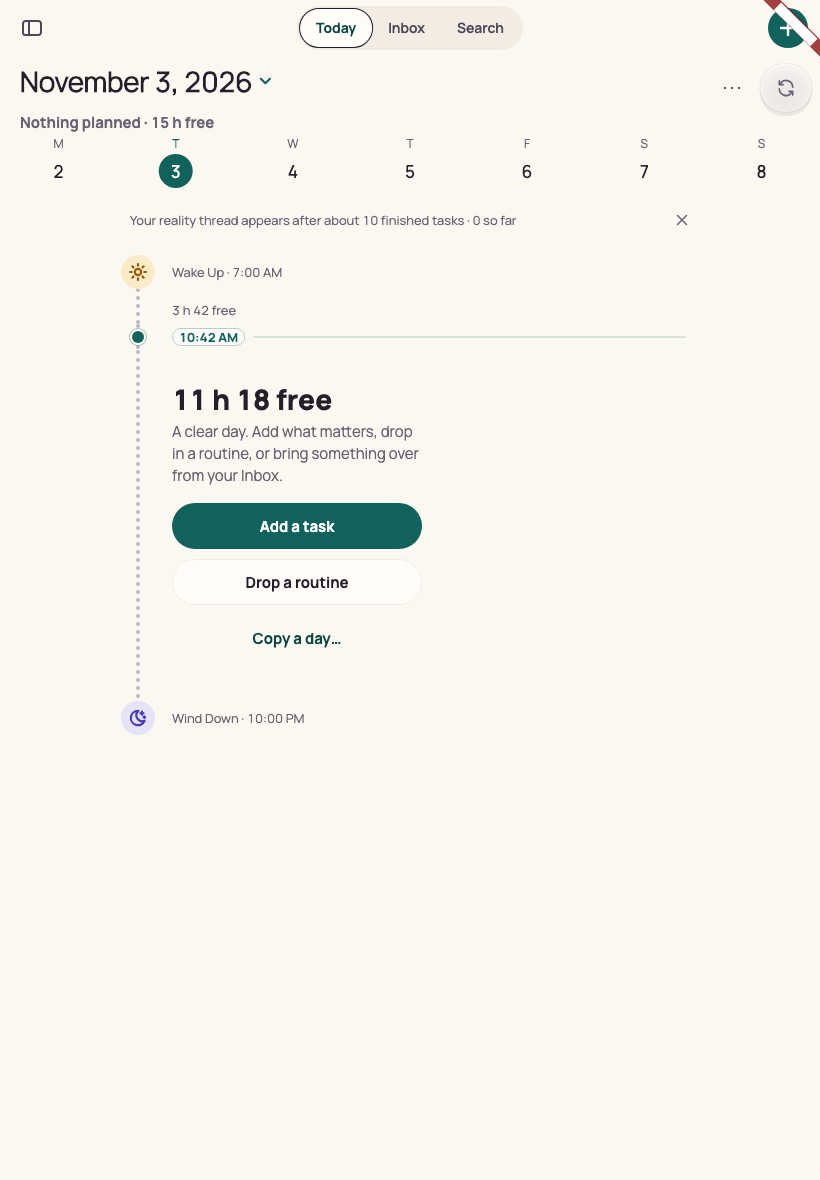 Today
Inbox
Search
November 3, 2026
...
Nothing planned · 15 h free
M T W T F S S
2 3 4 5 6 7 8
Your reality thread appears after about 10 finished tasks · 0 so far
Wake Up · 7:00 AM
3 h 42 free
10:42 AM
11 h 18 free
A clear day. Add what matters, drop
in a routine, or bring something over
from your Inbox.
Add a task
Drop a routine
Copy a day…
Wind Down · 10:00 PM